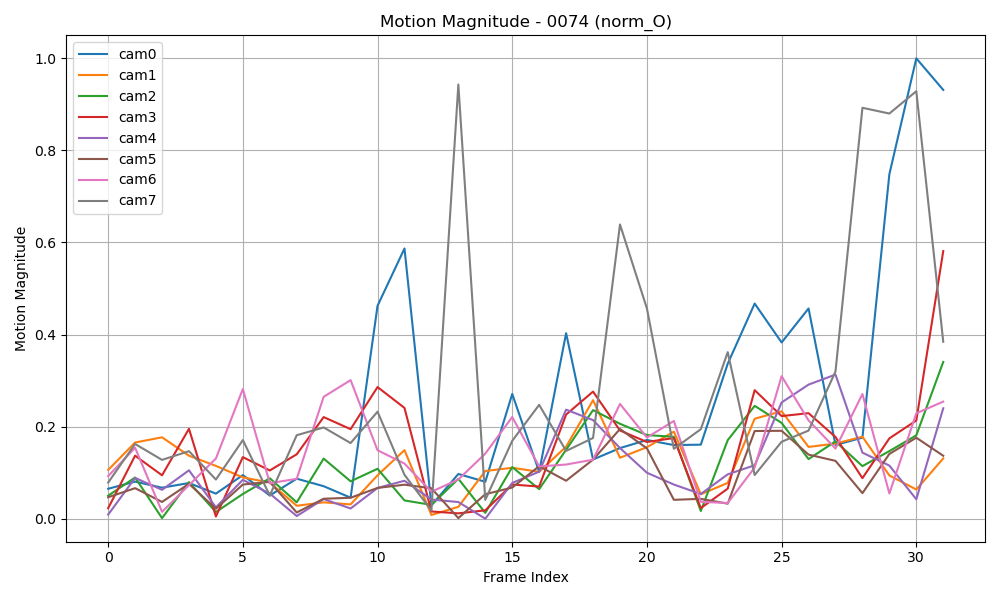 Motion Magnitude - 0074 (norm_O)
cam0
cam1
cam2
cam3
cam4
cam5
cam6
cam7
Motion Magnitude
1.0
0.8
0.6
0.4
0.2
0.0
0 5 10 15 20 25 30
Frame Index